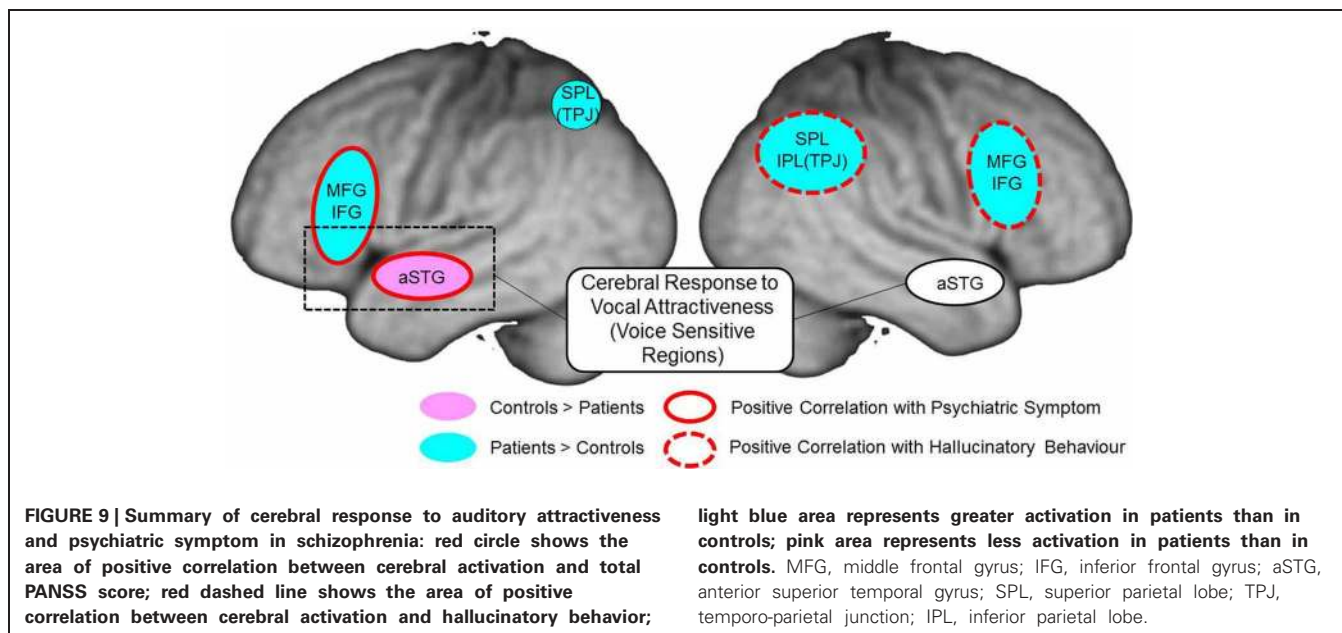 SPL
(TPJ)
MFG
IFG
aSTG
SPL
IPL(TPJ)
MFG
IFG
aSTG
Cerebral Response to
Vocal Attractiveness
(Voice Sensitive
Regions)
Controls > Patients
Positive Correlation with Psychiatric Symptom
Patients > Controls
Positive Correlation with Hallucinatory Behaviour
FIGURE 9 | Summary of cerebral response to auditory attractiveness
and psychiatric symptom in schizophrenia: red circle shows the
area of positive correlation between cerebral activation and total
PANSS score; red dashed line shows the area of positive
correlation between cerebral activation and hallucinatory behavior;
light blue area represents greater activation in patients than in
controls; pink area represents less activation in patients than in
controls. MFG, middle frontal gyrus; IFG, inferior frontal gyrus; aSTG,
anterior superior temporal gyrus; SPL, superior parietal lobe; TPJ,
temporo-parietal junction; IPL, inferior parietal lobe.